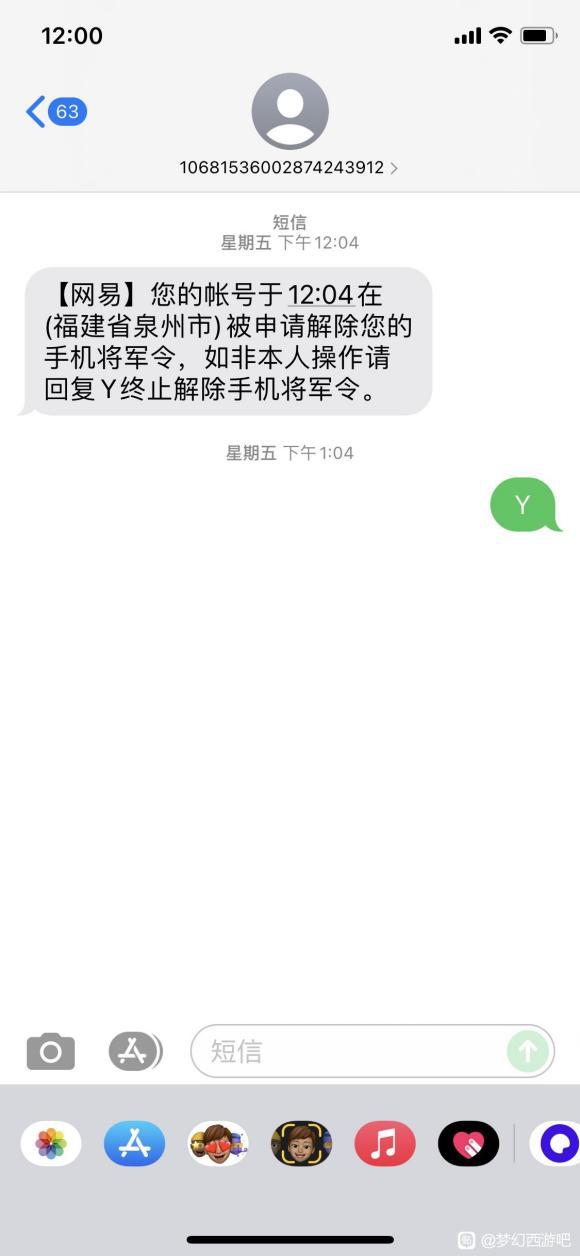 12:00
63
10681536002874243912
短信
星期五 下午12:04
【网易】您的帐号于12:04在
(福建省泉州市)被申请解除您的
手机将军令，如非本人操作请
回复Y终止解除手机将军令。
星期五 下午1:04
Y
短信
@梦幻西游吧